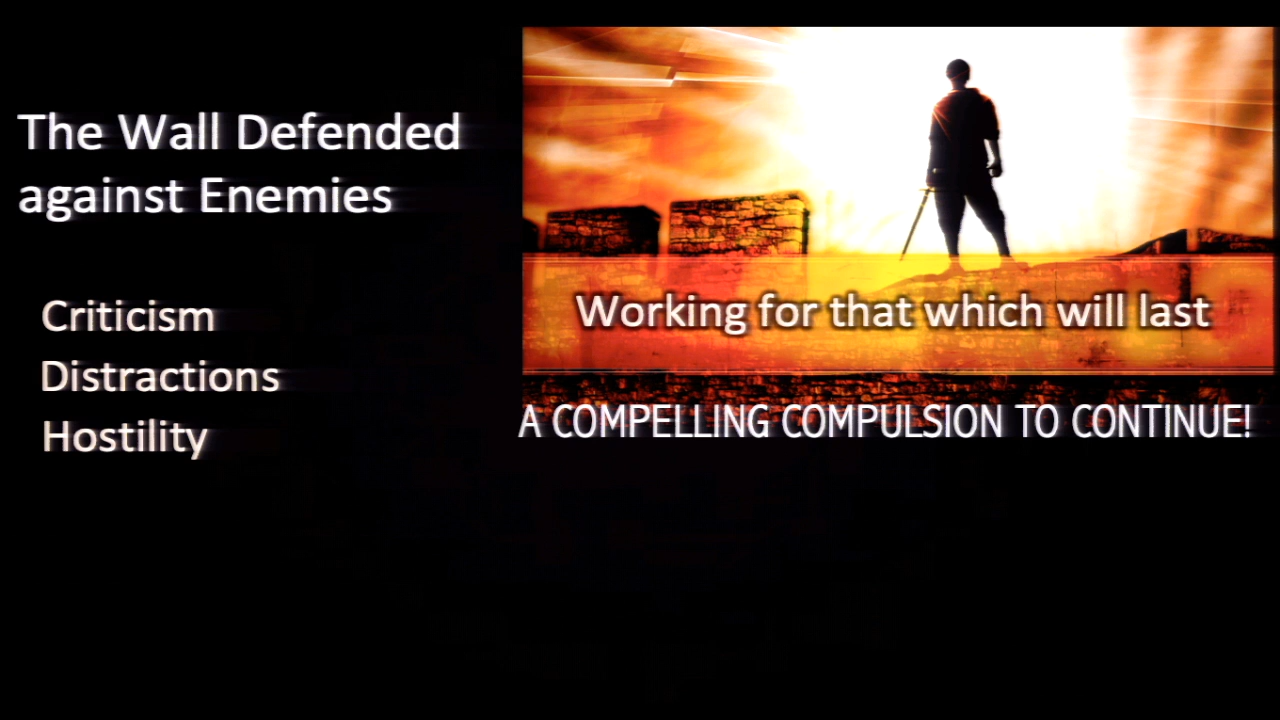 The Wall Defended
against Enemies
Criticism
Distractions
Hostility
Working for that which will last
A COMPELLING COMPULSION TO CONTINUE!